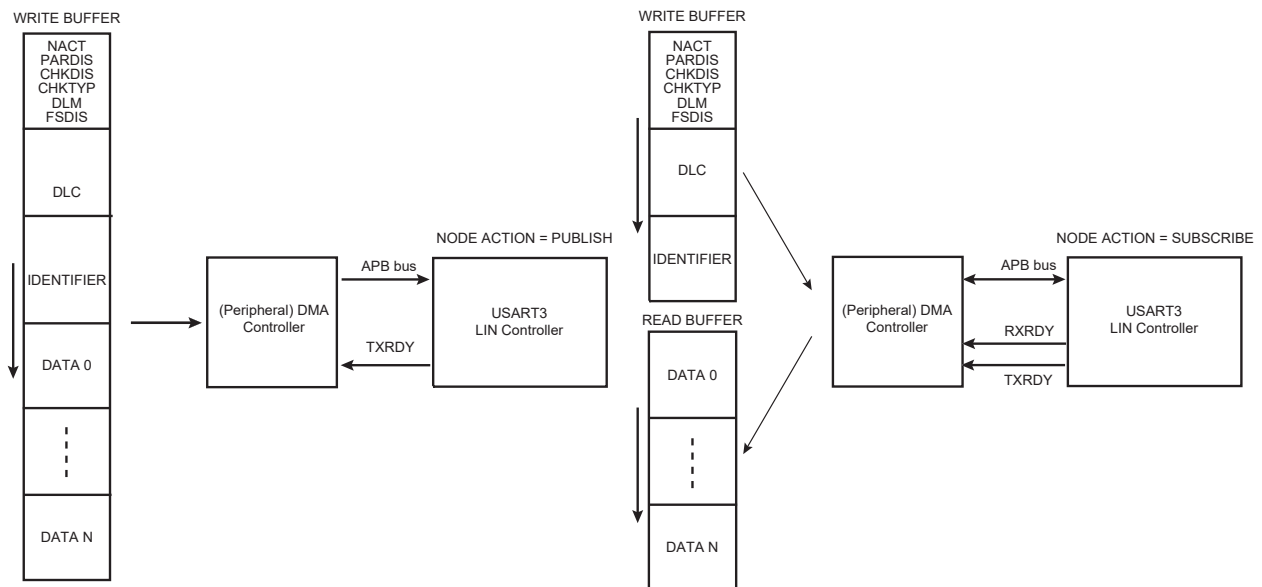 WRITE BUFFER
NACT
PARDIS
CHKDIS
CHKTYP
DLM
FSDIS
DLC
IDENTIFIER
DATA 0
DATA N
(Peripheral) DMA
Controller
APB bus
TXRDY
NODE ACTION = PUBLISH
USART3
LIN Controller
WRITE BUFFER
NACT
PARDIS
CHKDIS
CHKTYP
DLM
FSDIS
DLC
IDENTIFIER
READ BUFFER
DATA 0
DATA N
(Peripheral) DMA
Controller
APB bus
RXRDY
TXRDY
NODE ACTION = SUBSCRIBE
USART3
LIN Controller